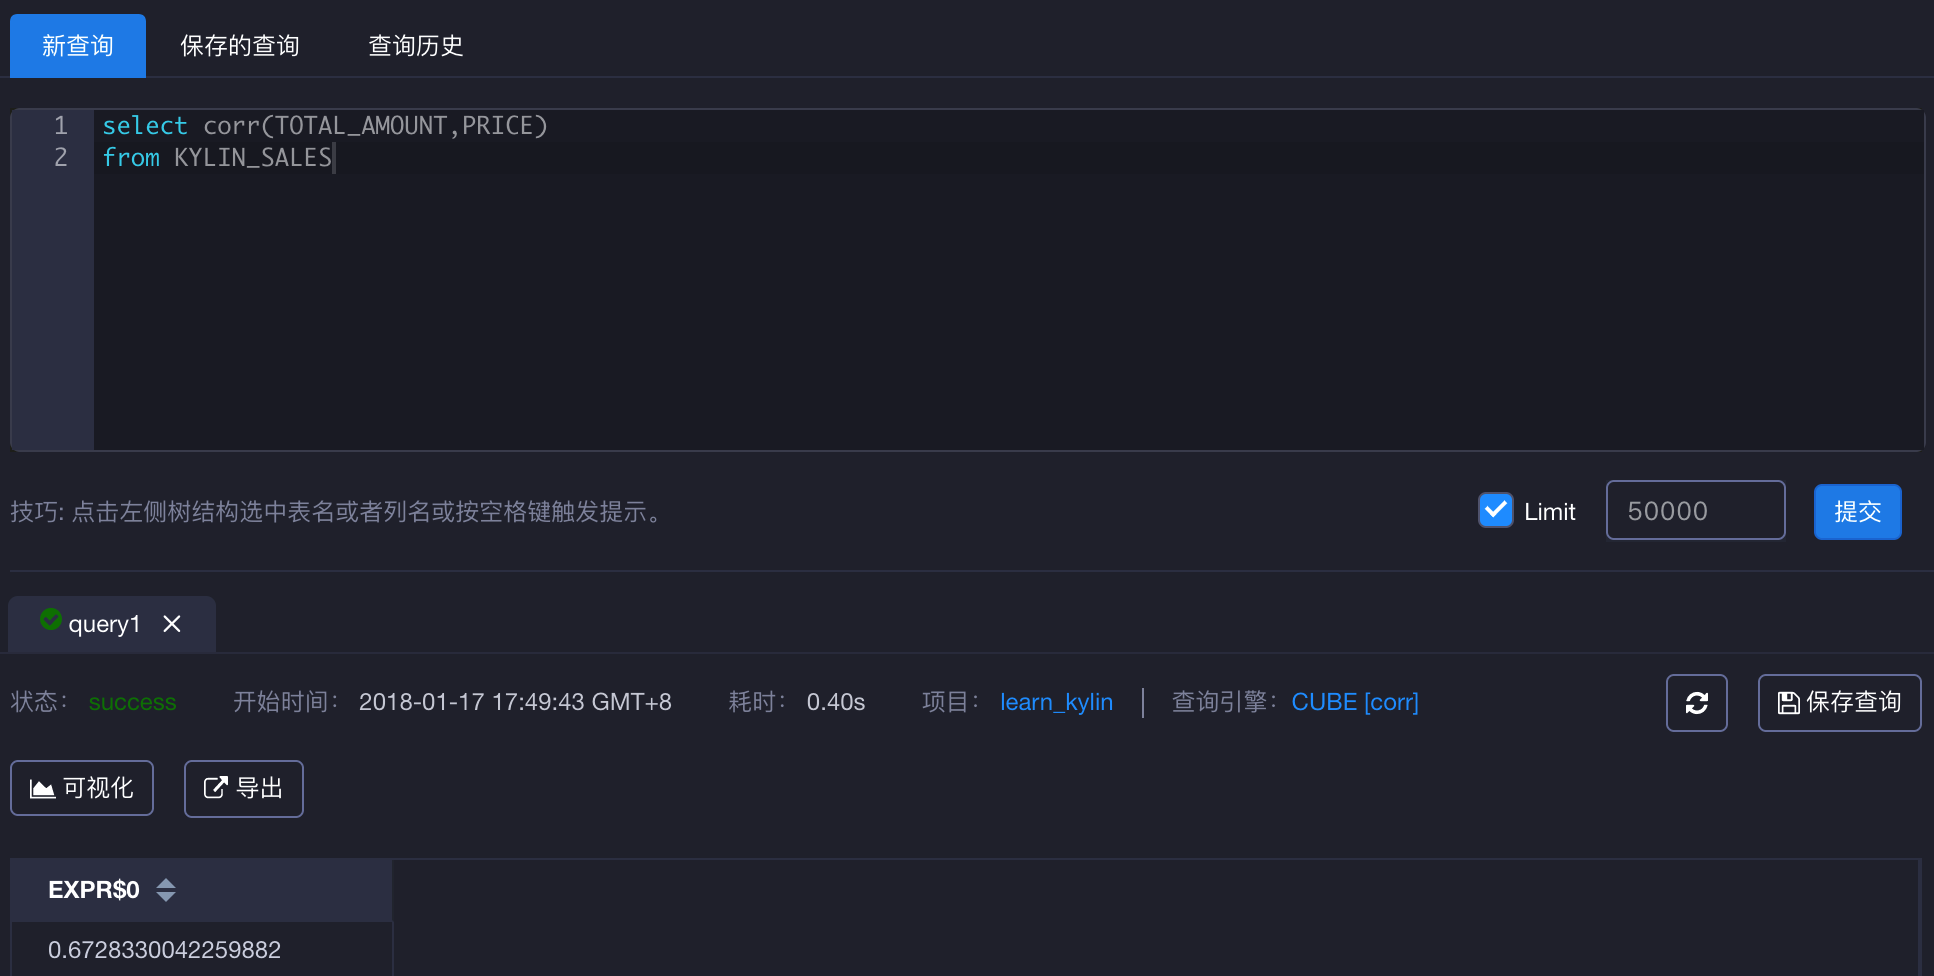 新查询 保存的查询 查询历史
1 select corr(TOTAL_AMOUNT,PRICE)
2 from KYLIN_SALES
技巧: 点击左侧树结构选中表名或者列名或按空格键触发提示。 Limit 50000 提交
query1
状态： success 开始时间： 2018-01-17 17:49:43 GMT+8 耗时： 0.40s 项目： learn_kylin 查询引擎： CUBE [corr] 保存查询
可视化 导出
EXPR$0
0.6728330042259882